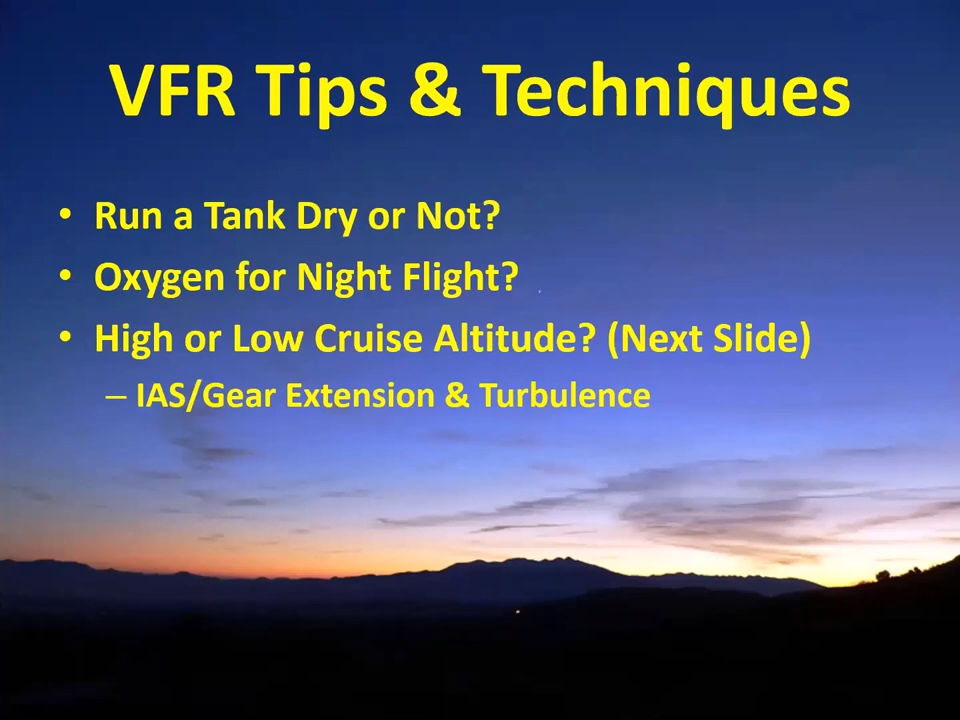 VFR Tips & Techniques
• Run a Tank Dry or Not?
• Oxygen for Night Flight?
• High or Low Cruise Altitude? (Next Slide)
– IAS/Gear Extension & Turbulence